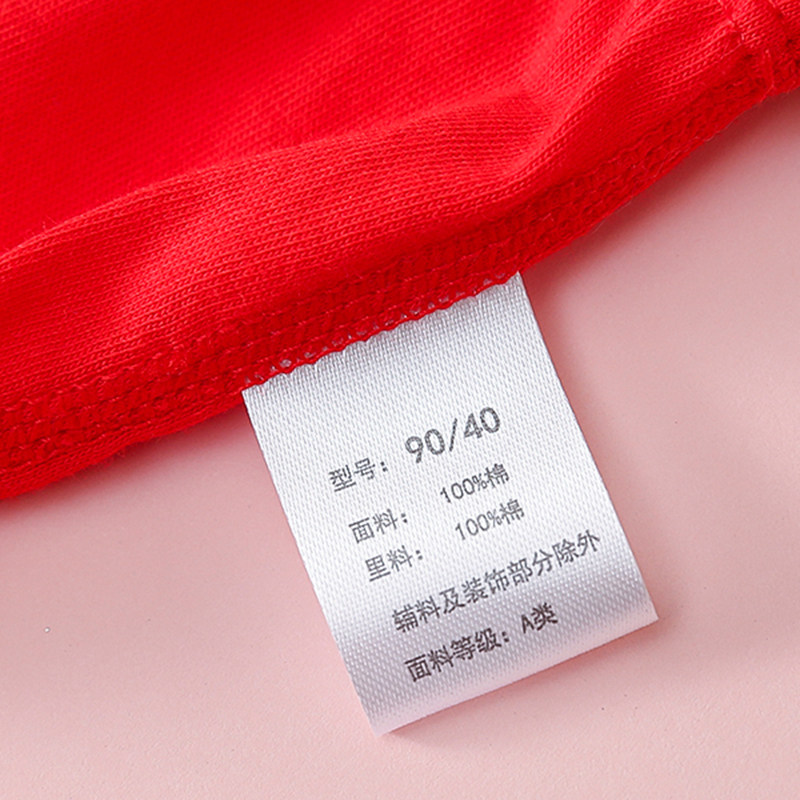 型号：90/40
面料： 100%棉
里料： 100%棉
辅料及装饰部分除外
面料等级：A类